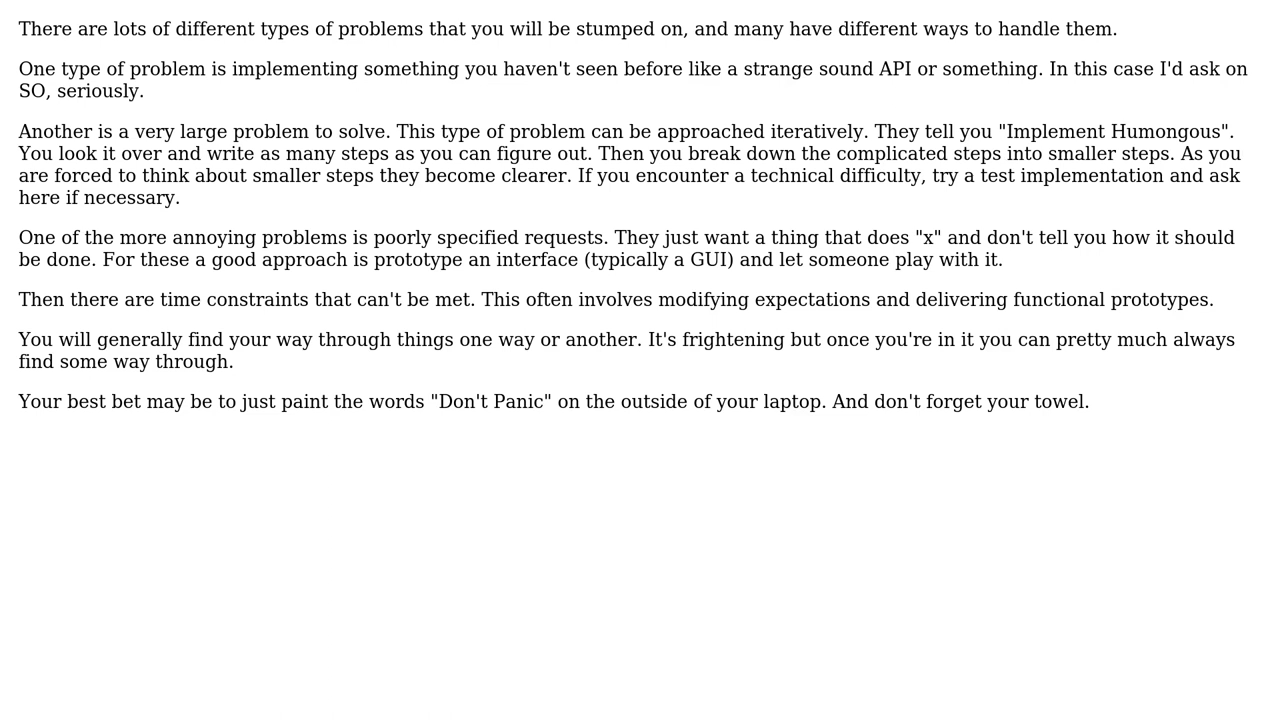 There are lots of different types of problems that you will be stumped on, and many have different ways to handle them.
One type of problem is implementing something you haven't seen before like a strange sound API or something. In this case I'd ask on
SO, seriously.
Another is a very large problem to solve. This type of problem can be approached iteratively. They tell you "Implement Humongous".
You look it over and write as many steps as you can figure out. Then you break down the complicated steps into smaller steps. As you
are forced to think about smaller steps they become clearer. If you encounter a technical difficulty, try a test implementation and ask
here if necessary.
One of the more annoying problems is poorly specified requests. They just want a thing that does "x" and don't tell you how it should
be done. For these a good approach is prototype an interface (typically a GUI) and let someone play with it.
Then there are time constraints that can't be met. This often involves modifying expectations and delivering functional prototypes.
You will generally find your way through things one way or another. It's frightening but once you're in it you can pretty much always
find some way through.
Your best bet may be to just paint the words "Don't Panic" on the outside of your laptop. And don't forget your towel.